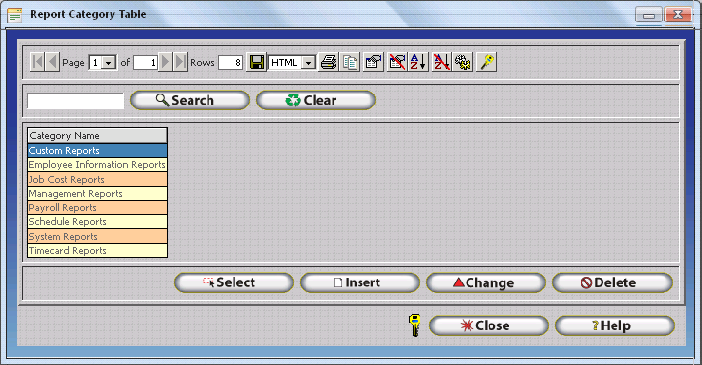 Report Category Table
Page 1 of 1 Rows 8 HTML A Z A Z
Search Clear
Category Name
Custom Reports
Employee Information Reports
Job Cost Reports
Management Reports
Payroll Reports
Schedule Reports
System Reports
Timecard Reports
Select Insert Change Delete
Close ? Help